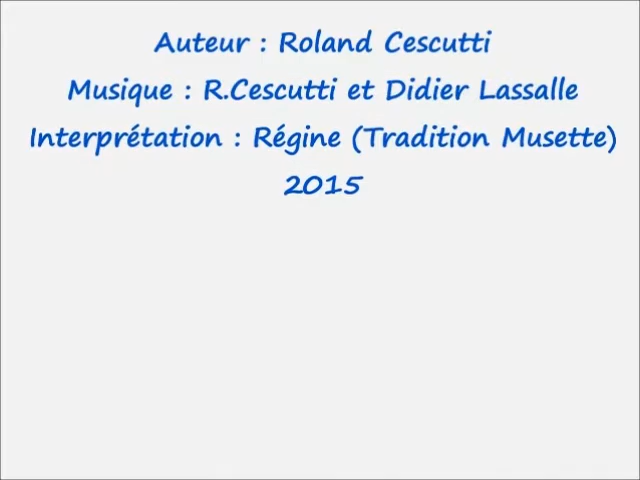 Auteur : Roland Cescutti
Musique : R.Cescutti et Didier Lassalle
Interprétation : Régine (Tradition Musette)
2015